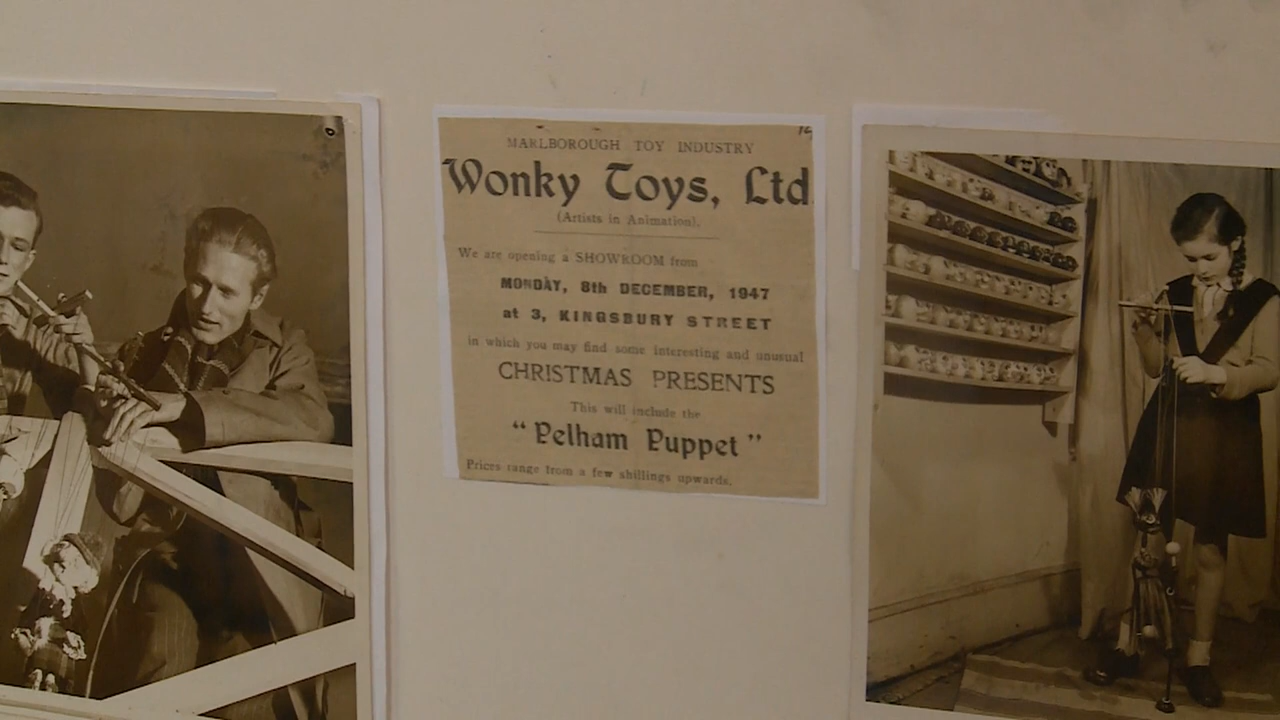 MARLBOROUGH TOY INDUSTRY
Wonky Toys, Ltd.
(Artists in Animation).
We are opening a SHOWROOM from
MONDAY, 8th DECEMBER, 1947
at 3, KINGSBURY STREET
in which you may find some interesting and unusual
CHRISTMAS PRESENTS
This will include the
“Pelham Puppet”
Prices range from a few shillings upwards.